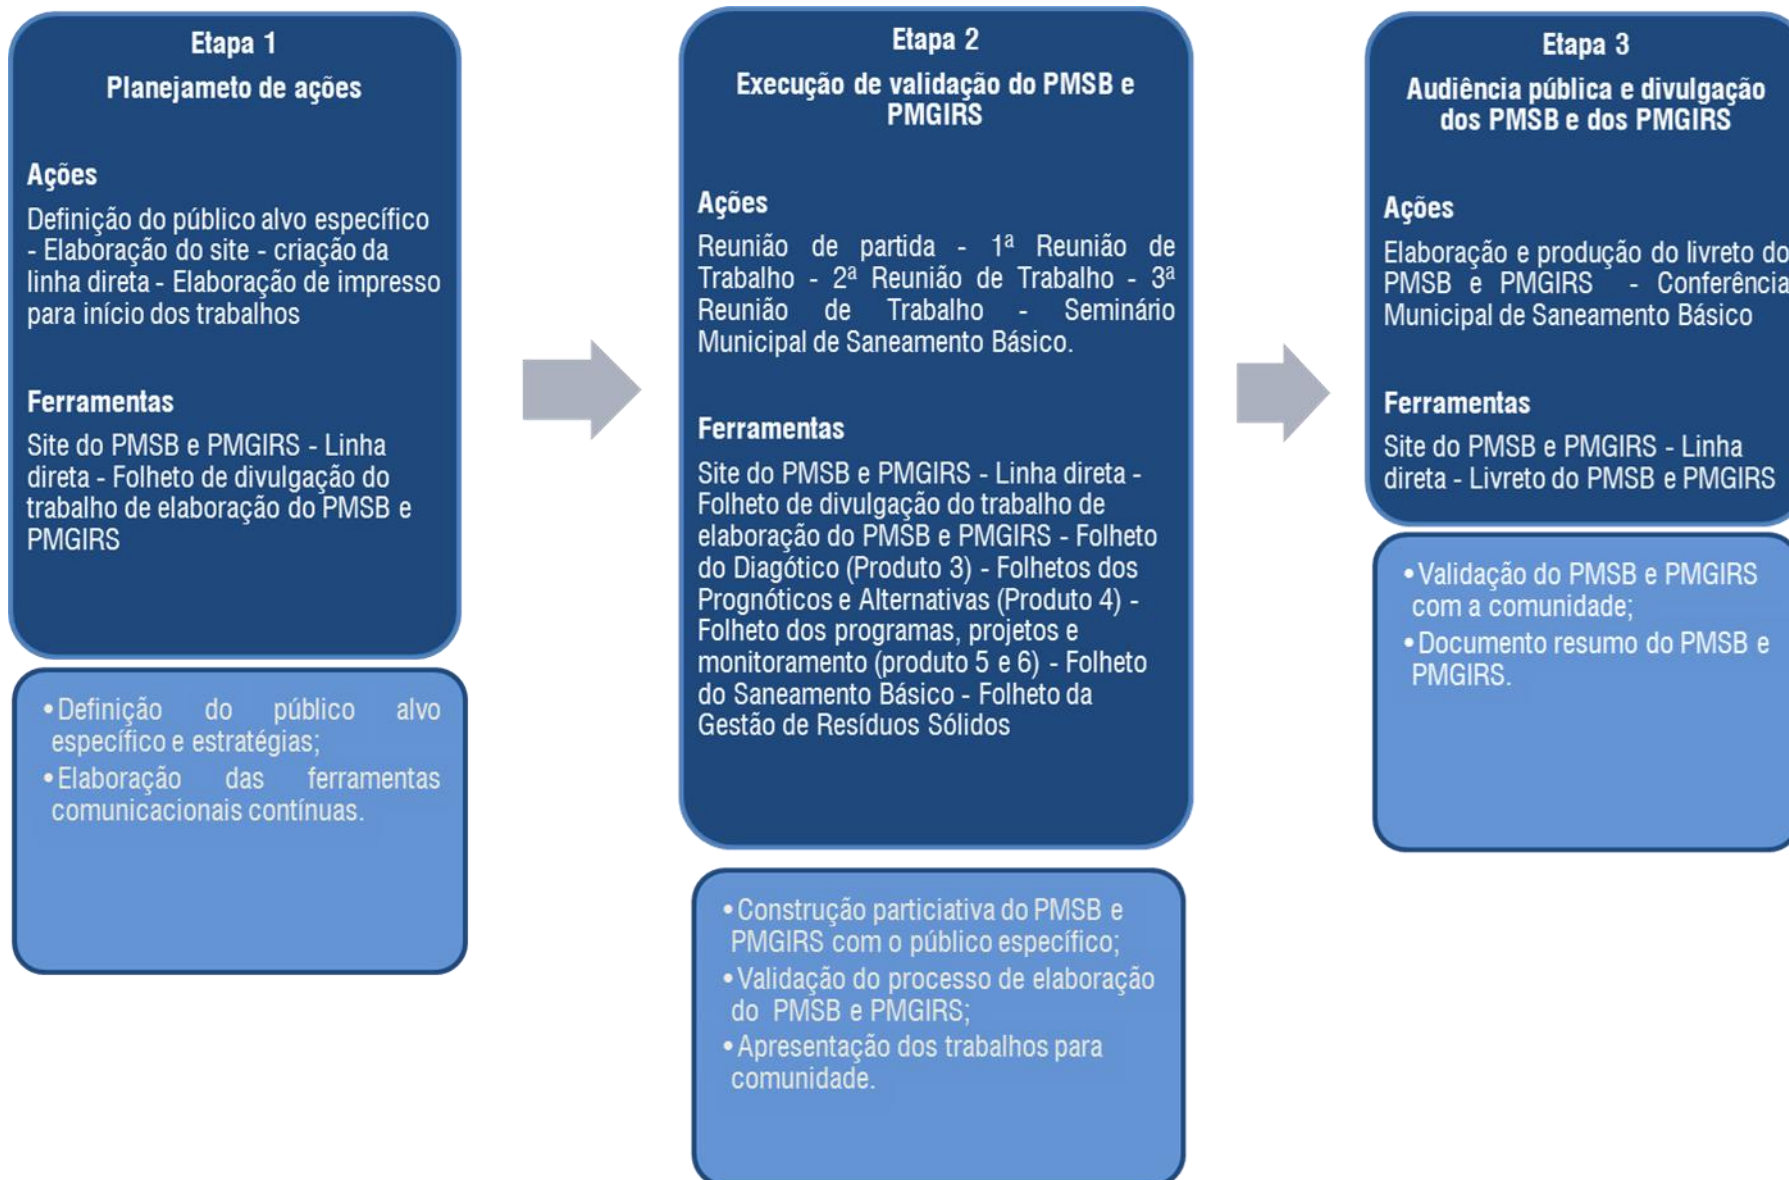 Etapa 1
Planejameto de ações
Ações
Definição do público alvo específico
- Elaboração do site - criação da
linha direta - Elaboração de impresso
para início dos trabalhos
Ferramentas
Site do PMSB e PMGIRS - Linha
direta - Folheto de divulgação do
trabalho de elaboração do PMSB e
PMGIRS
•Definição do público alvo
específico e estratégias;
•Elaboração das ferramentas
comunicacionais contínuas.
Etapa 2
Execução de validação do PMSB e
PMGIRS
Ações
Reunião de partida - 1ª Reunião de
Trabalho - 2ª Reunião de Trabalho - 3ª
Reunião de Trabalho - Seminário
Municipal de Saneamento Básico.
Ferramentas
Site do PMSB e PMGIRS - Linha direta -
Folheto de divulgação do trabalho de
elaboração do PMSB e PMGIRS - Folheto
do Diagótico (Produto 3) - Folhetos dos
Prognóticos e Alternativas (Produto 4) -
Folheto dos programas, projetos e
monitoramento (produto 5 e 6) - Folheto
do Saneamento Básico - Folheto da
Gestão de Resíduos Sólidos
•Construção particiativa do PMSB e
PMGIRS com o público específico;
•Validação do processo de elaboração
do PMSB e PMGIRS;
•Apresentação dos trabalhos para
comunidade.
Etapa 3
Audiência pública e divulgação
dos PMSB e dos PMGIRS
Ações
Elaboração e produção do livreto do
PMSB e PMGIRS - Conferência
Municipal de Saneamento Básico
Ferramentas
Site do PMSB e PMGIRS - Linha
direta - Livreto do PMSB e PMGIRS
•Validação do PMSB e PMGIRS
com a comunidade;
•Documento resumo do PMSB e
PMGIRS.